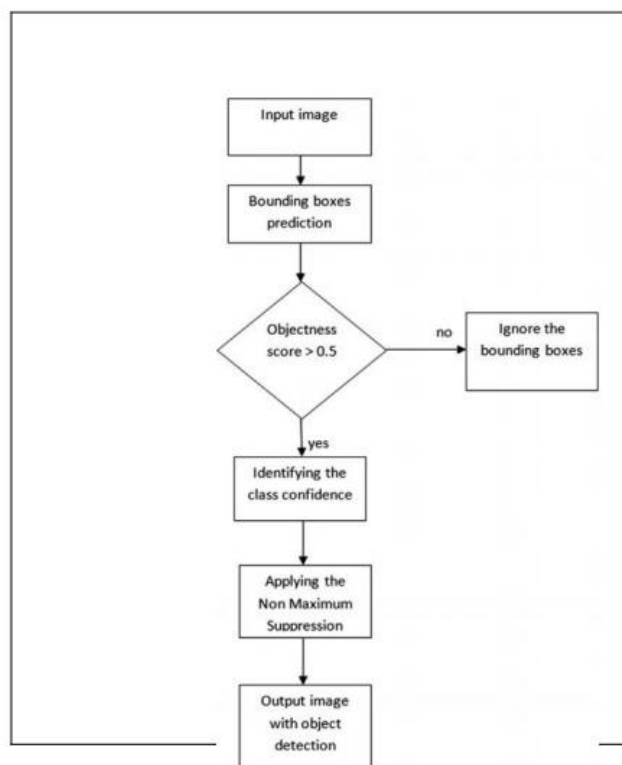 Input image
Bounding boxes
prediction
Objectness
score > 0.5
no
Ignore the
bounding boxes
yes
Identifying the
class confidence
Applying the
Non Maximum
Suppression
Output image
with object
detection